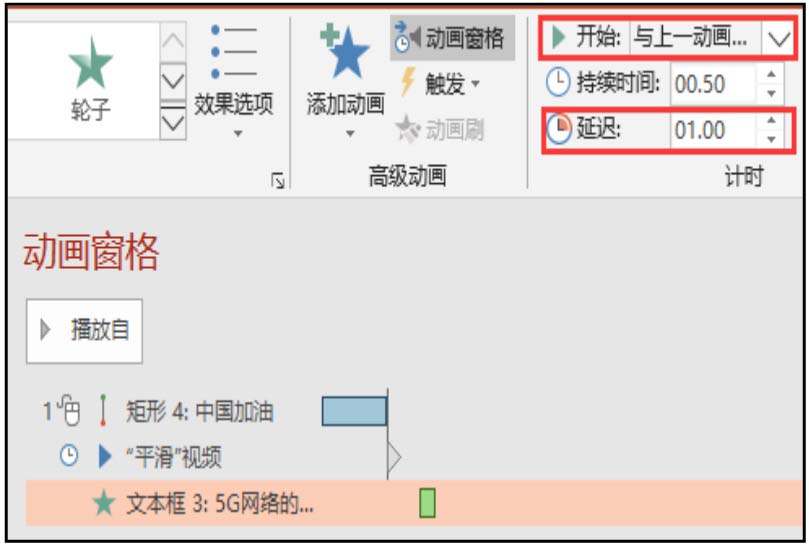 轮子
效果选项
添加动画
动画窗格
触发
动画刷
高级动画
开始: 与上一动画...
持续时间: 00.50
延迟: 01.00
计时
动画窗格
播放自
1 矩形 4: 中国加油
“平滑”视频
文本框 3: 5G网络的...